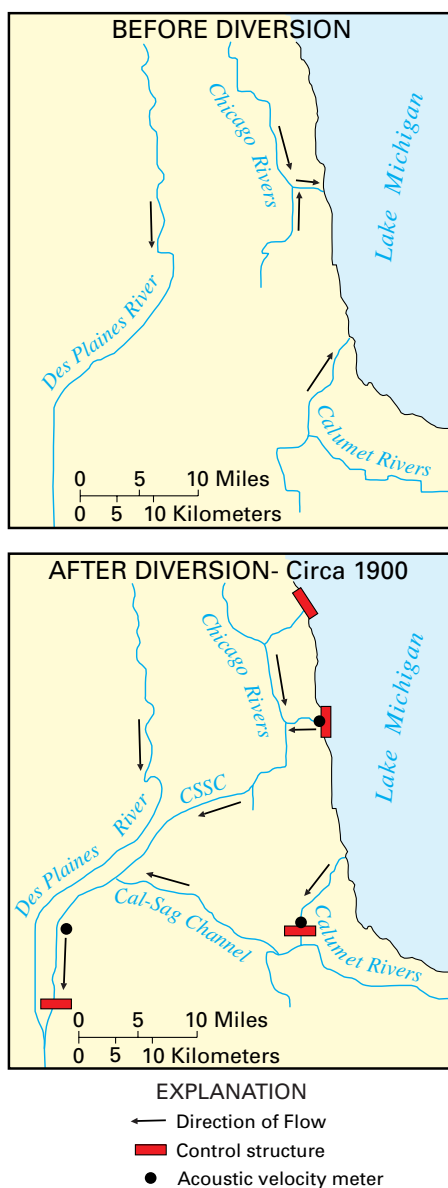 BEFORE DIVERSION
Chicago Rivers
Lake Michigan
Des Plaines River
Calumet Rivers
0 5 10 Miles
0 5 10 Kilometers
AFTER DIVERSION- Circa 1900
Chicago Rivers
Lake Michigan
CSSC
Des Plaines River
Cal-Sag Channel
Calumet Rivers
0 5 10 Miles
0 5 10 Kilometers
EXPLANATION
Direction of Flow
Control structure
Acoustic velocity meter